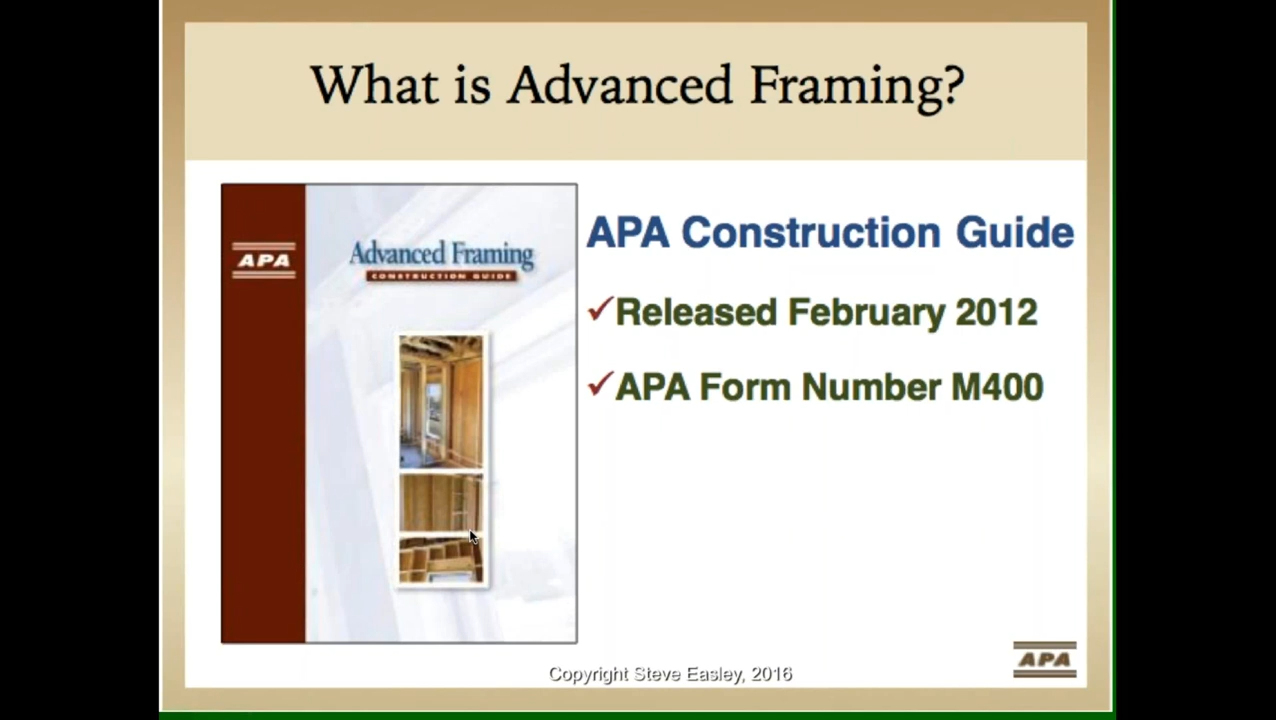 What is Advanced Framing?
APA
Advanced Framing
CONSTRUCTION GUIDE
APA Construction Guide
✓Released February 2012
✓APA Form Number M400
Copyright Steve Easley, 2016
APA